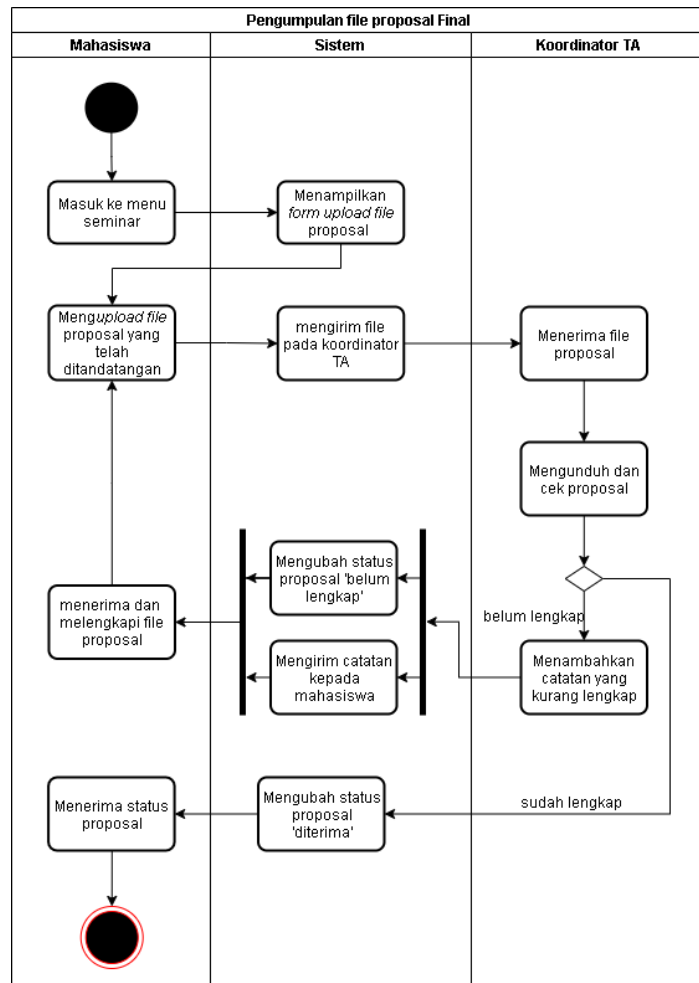 Pengumpulan file proposal Final
Mahasiswa
Sistem
Koordinator TA
Masuk ke menu
seminar
Menampilkan
form upload file
proposal
Mengupload file
proposal yang
telah
ditandatangan
mengirim file
pada koordinator
TA
Menerima file
proposal
Mengunduh dan
cek proposal
belum lengkap
Menambahkan
catatan yang
kurang lengkap
Mengubah status
proposal 'belum
lengkap'
Mengirim catatan
kepada
mahasiswa
menerima dan
melengkapi file
proposal
sudah lengkap
Mengubah status
proposal
'diterima'
Menerima status
proposal